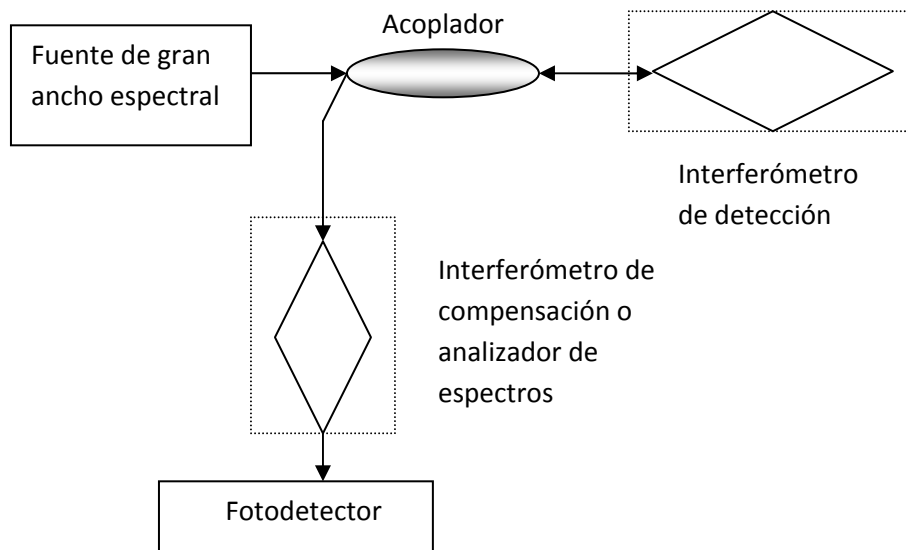 Acoplador
Fuente de gran
ancho espectral
Interferómetro
de detección
Interferómetro de
compensación o
analizador de
espectros
Fotodetector